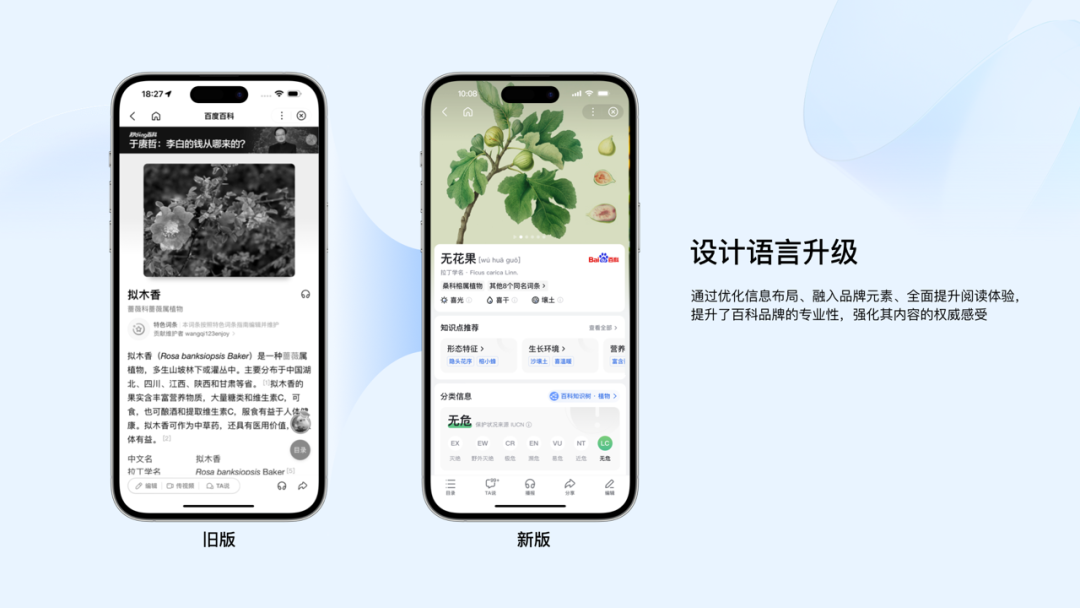 18:27
百度百科
于赓哲：李白的钱从哪来的？
拟木香
蔷薇科蔷薇属植物
特色词条：本词条按照特色词条指南编辑并维护
贡献维护者 wangqi123enjoy >
拟木香（Rosa banksiopsis Baker）是一种蔷薇属
植物，多生山坡林下或灌丛中。主要分布于中国湖
北、四川、江西、陕西和甘肃等省。[1]拟木香的
果实含丰富营养物质，大量糖类和维生素C，可
食，也可酿酒和提取维生素C，服食有益于人体健
康。拟木香可作为中草药，还具有医用价值，
体有益。[2]
目录
中文名 拟木香
拉丁学名 Rosa banksiopsis Baker [5]
编辑 传视频 TA说
旧版
10:08
无花果 [wú huā guǒ]
Bai百科
拉丁学名 · Ficus carica Linn.
桑科榕属植物 其他8个同名词条 >
喜光 喜干 壤土
知识点推荐 查看全部 >
形态特征 > 生长环境 > 营养
隐头花序 榕小蜂 沙壤土 喜温暖
分类信息 百科知识树 · 植物 >
无危 保护状况来源 IUCN
EX EW CR EN VU NT LC
灭绝 野外灭绝 极危 濒危 易危 近危 无危
目录 TA说 播报 分享 编辑
新版
设计语言升级
通过优化信息布局、融入品牌元素、全面提升阅读体验，
提升了百科品牌的专业性，强化其内容的权威感受